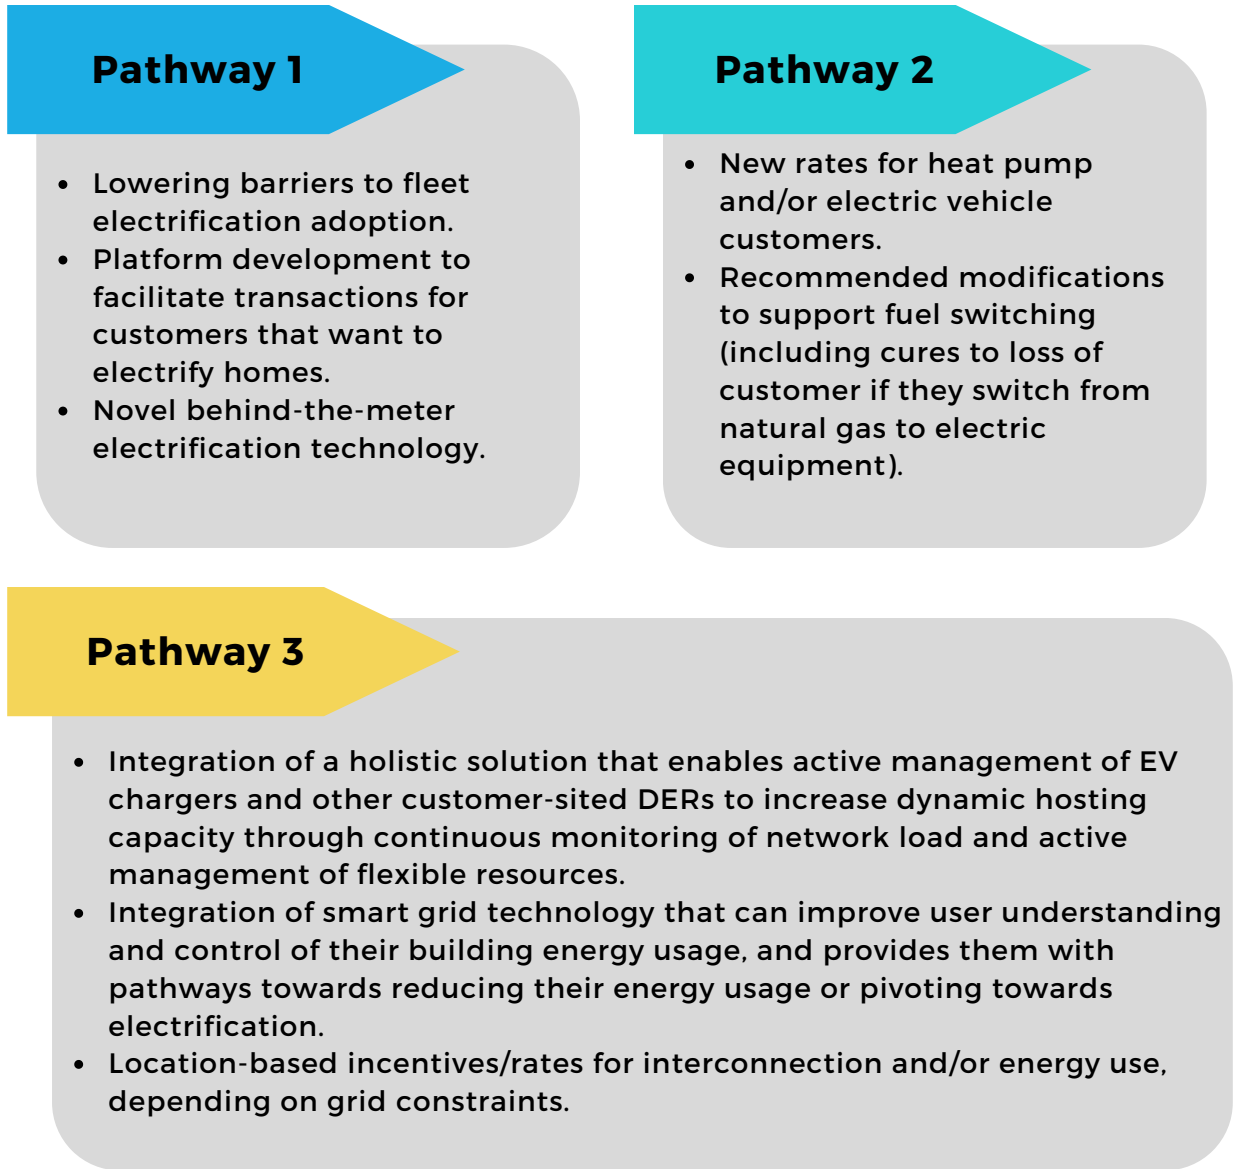 Pathway 1
• Lowering barriers to fleet
electrification adoption.
• Platform development to
facilitate transactions for
customers that want to
electrify homes.
• Novel behind-the-meter
electrification technology.
Pathway 2
• New rates for heat pump
and/or electric vehicle
customers.
• Recommended modifications
to support fuel switching
(including cures to loss of
customer if they switch from
natural gas to electric
equipment).
Pathway 3
• Integration of a holistic solution that enables active management of EV
chargers and other customer-sited DERs to increase dynamic hosting
capacity through continuous monitoring of network load and active
management of flexible resources.
• Integration of smart grid technology that can improve user understanding
and control of their building energy usage, and provides them with
pathways towards reducing their energy usage or pivoting towards
electrification.
• Location-based incentives/rates for interconnection and/or energy use,
depending on grid constraints.